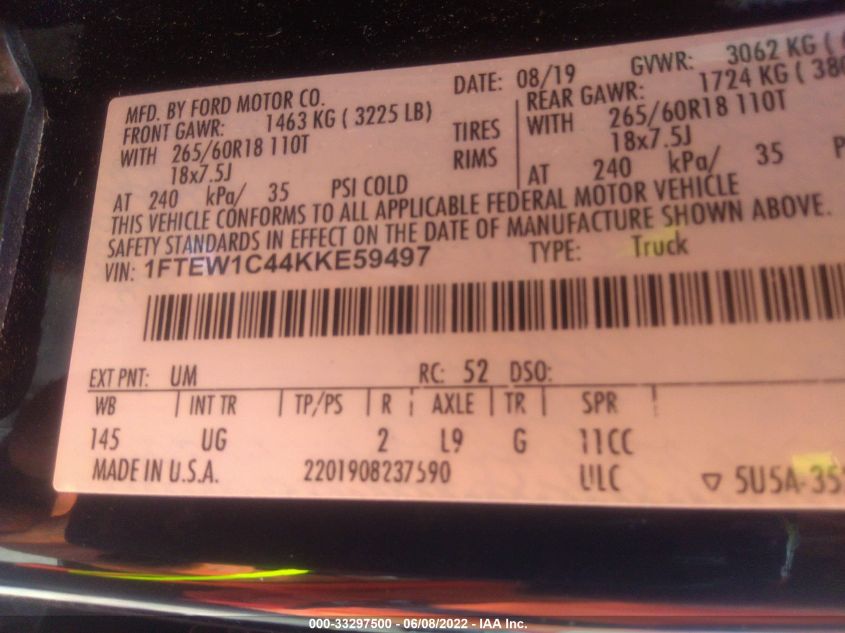 MFD. BY FORD MOTOR CO.
DATE: 08/19
GVWR: 3062 KG (
FRONT GAWR: 1463 KG ( 3225 LB)
REAR GAWR: 1724 KG ( 380
WITH 265/60R18 110T
TIRES
WITH 265/60R18 110T
18x7.5J
RIMS
18x7.5J
AT 240 kPa/ 35 PSI COLD
AT 240 kPa/ 35 P
THIS VEHICLE CONFORMS TO ALL APPLICABLE FEDERAL MOTOR VEHICLE
SAFETY STANDARDS IN EFFECT ON THE DATE OF MANUFACTURE SHOWN ABOVE.
VIN: 1FTEW1C44KKE59497
TYPE: Truck
EXT PNT: UM
RC: 52 DSO:
WB INT TR TP/PS R AXLE TR SPR
145 UG 2 L9 G 11CC
MADE IN U.S.A.
2201908237590
ULC
5U5A-35
000-33297500 - 06/08/2022 - IAA Inc.